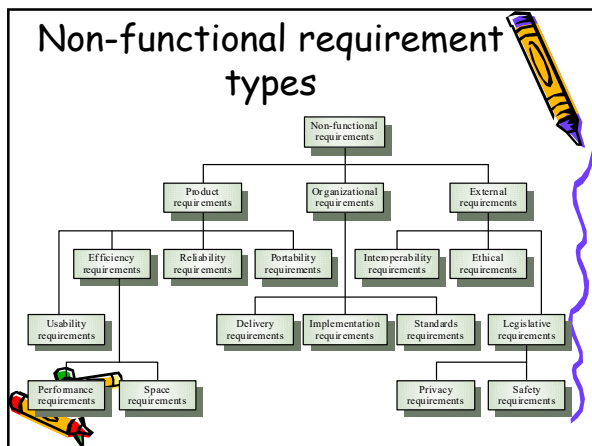 Non-functional requirement
types
Non-functional
requirements
Product
requirements
Organizational
requirements
External
requirements
Efficiency
requirements
Reliability
requirements
Portability
requirements
Interoperability
requirements
Ethical
requirements
Usability
requirements
Delivery
requirements
Implementation
requirements
Standards
requirements
Legislative
requirements
Performance
requirements
Space
requirements
Privacy
requirements
Safety
requirements